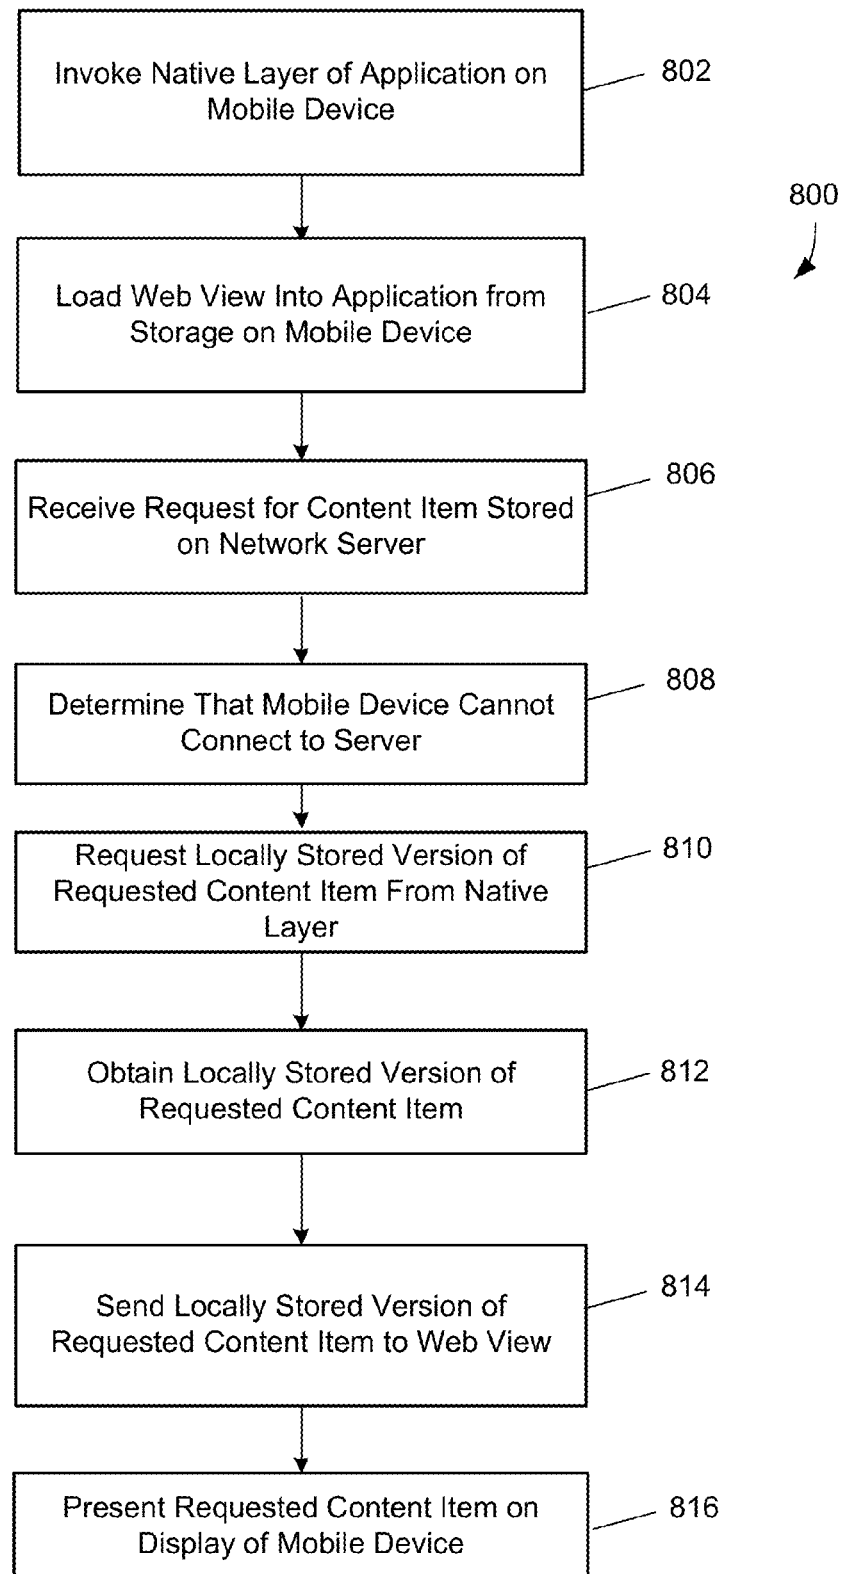 Invoke Native Layer of Application on
Mobile Device
802
800
Load Web View Into Application from
Storage on Mobile Device
804
Receive Request for Content Item Stored
on Network Server
806
Determine That Mobile Device Cannot
Connect to Server
808
Request Locally Stored Version of
Requested Content Item From Native
Layer
810
Obtain Locally Stored Version of
Requested Content Item
812
Send Locally Stored Version of
Requested Content Item to Web View
814
Present Requested Content Item on
Display of Mobile Device
816